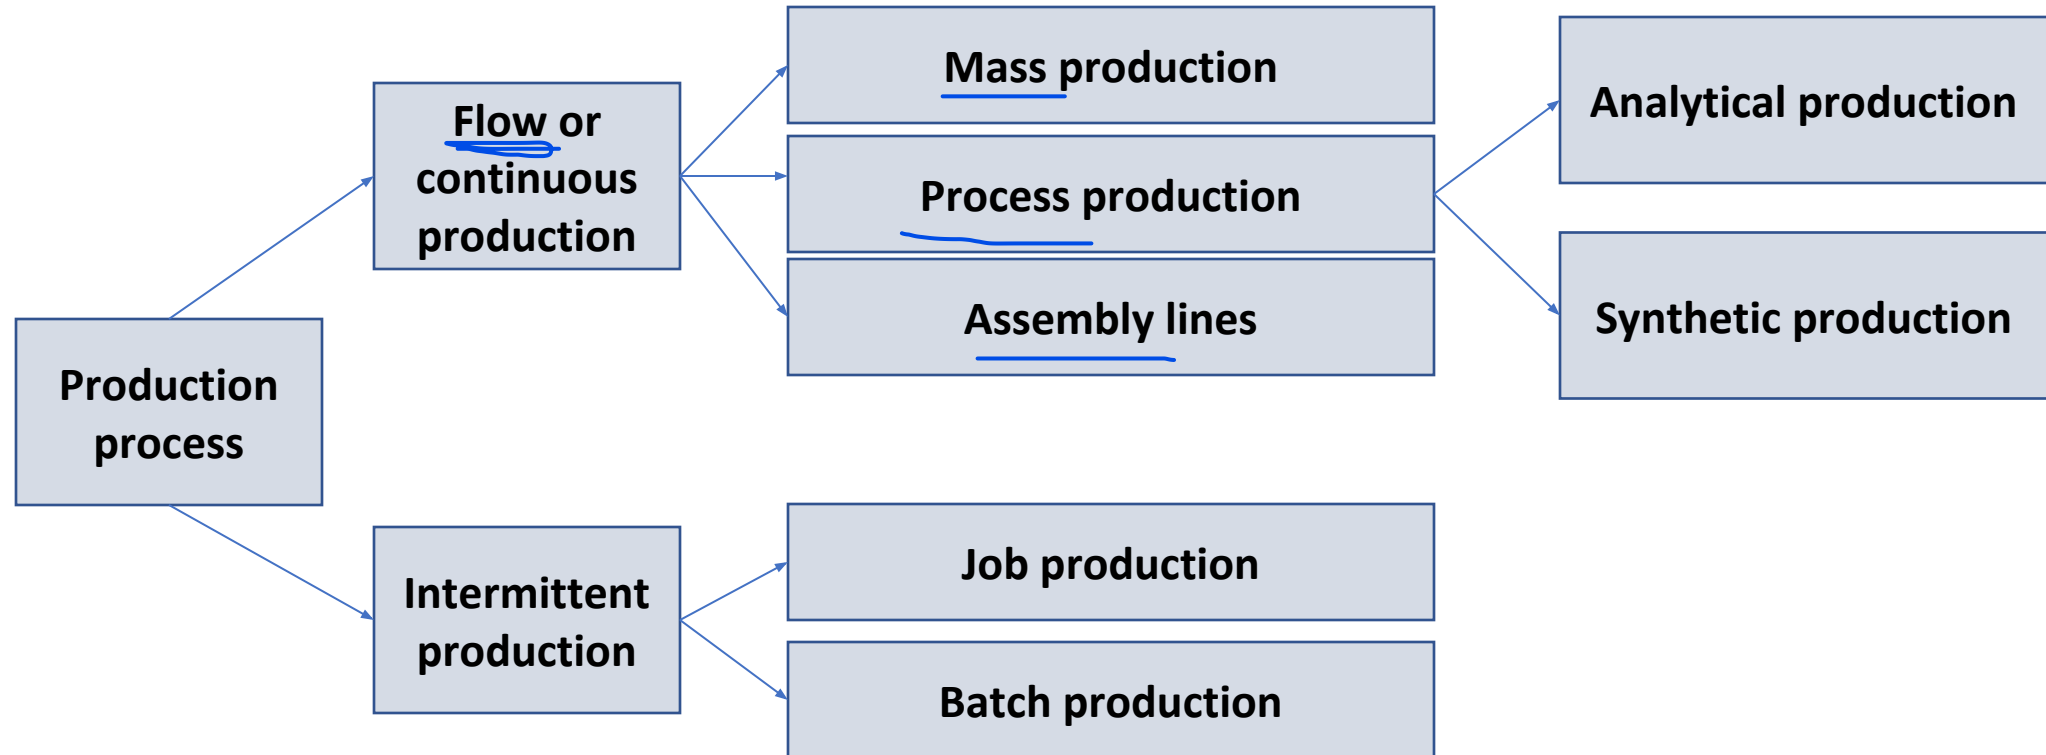 Production
process
Flow or
continuous
production
Mass production
Process production
Assembly lines
Analytical production
Synthetic production
Intermittent
production
Job production
Batch production